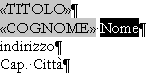 «TITOLO»¶
«COGNOME»·Nome¶
indirizzo¶
Cap.·Città¶